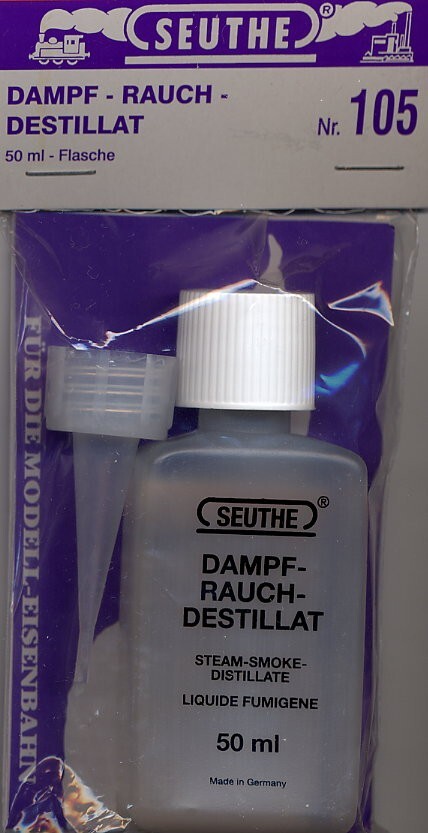 SEUTHE ®
DAMPF - RAUCH -
DESTILLAT
Nr. 105
50 ml - Flasche
FÜR DIE MODELL-EISENBAHN
SEUTHE ®
DAMPF-
RAUCH-
DESTILLAT
STEAM-SMOKE-
DISTILLATE
LIQUIDE FUMIGENE
50 ml
Made in Germany